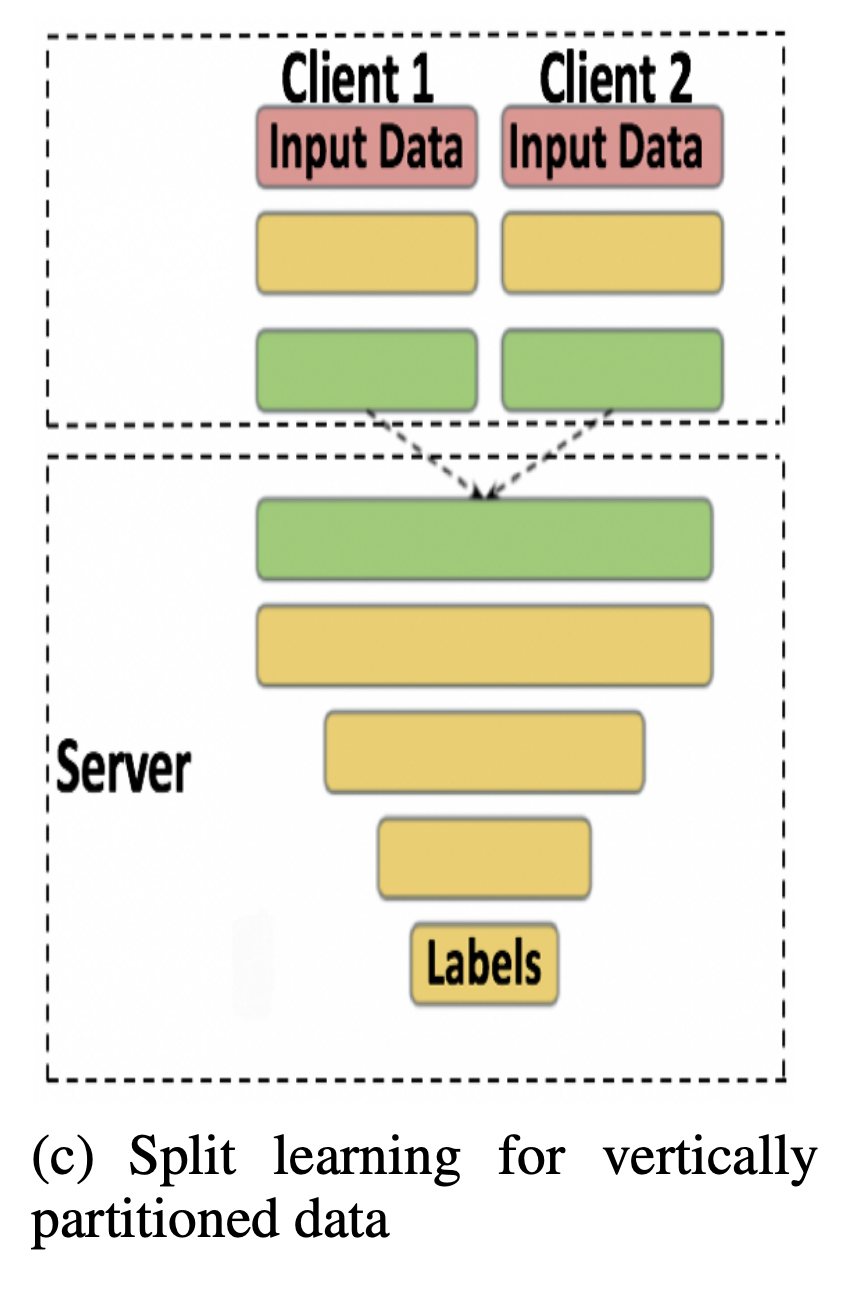 Client 1 Client 2
Input Data Input Data
Server
Labels
(c) Split learning for vertically
partitioned data